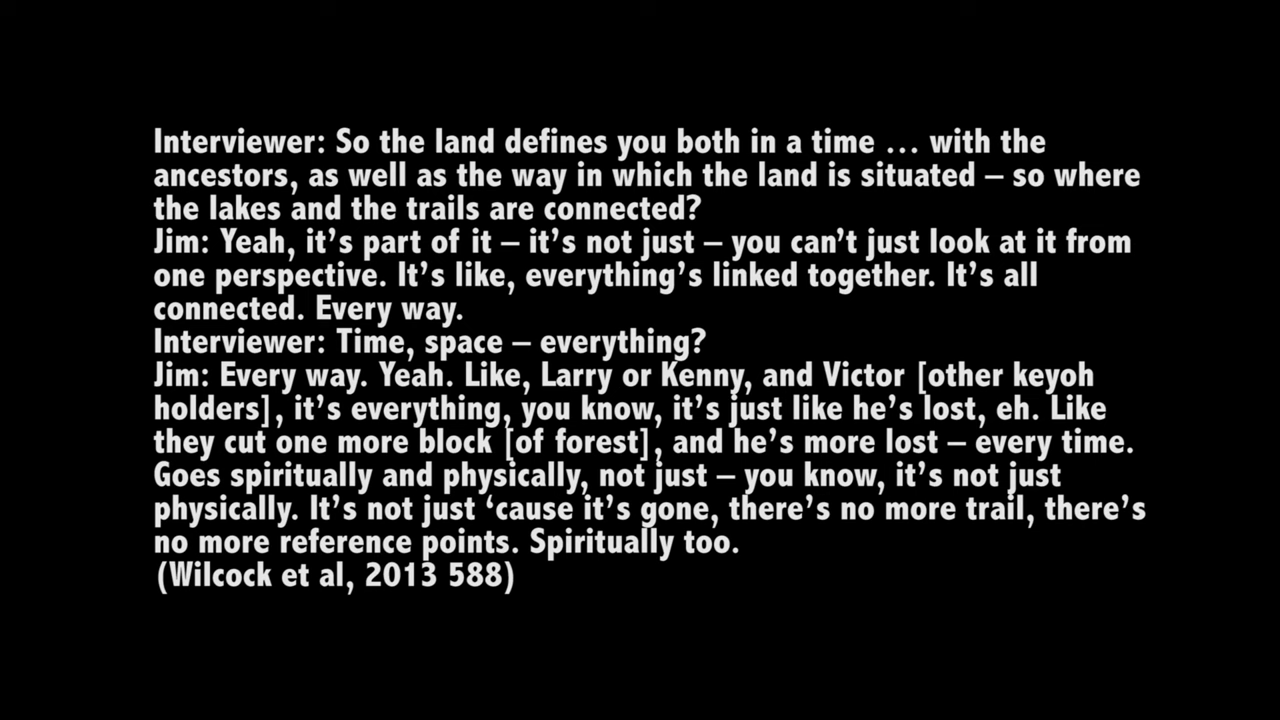 Interviewer: So the land defines you both in a time … with the
ancestors, as well as the way in which the land is situated – so where
the lakes and the trails are connected?
Jim: Yeah, it’s part of it – it’s not just – you can’t just look at it from
one perspective. It’s like, everything’s linked together. It’s all
connected. Every way.
Interviewer: Time, space – everything?
Jim: Every way. Yeah. Like, Larry or Kenny, and Victor [other keyoh
holders], it’s everything, you know, it’s just like he’s lost, eh. Like
they cut one more block [of forest], and he’s more lost – every time.
Goes spiritually and physically, not just – you know, it’s not just
physically. It’s not just ‘cause it’s gone, there’s no more trail, there’s
no more reference points. Spiritually too.
(Wilcock et al, 2013 588)